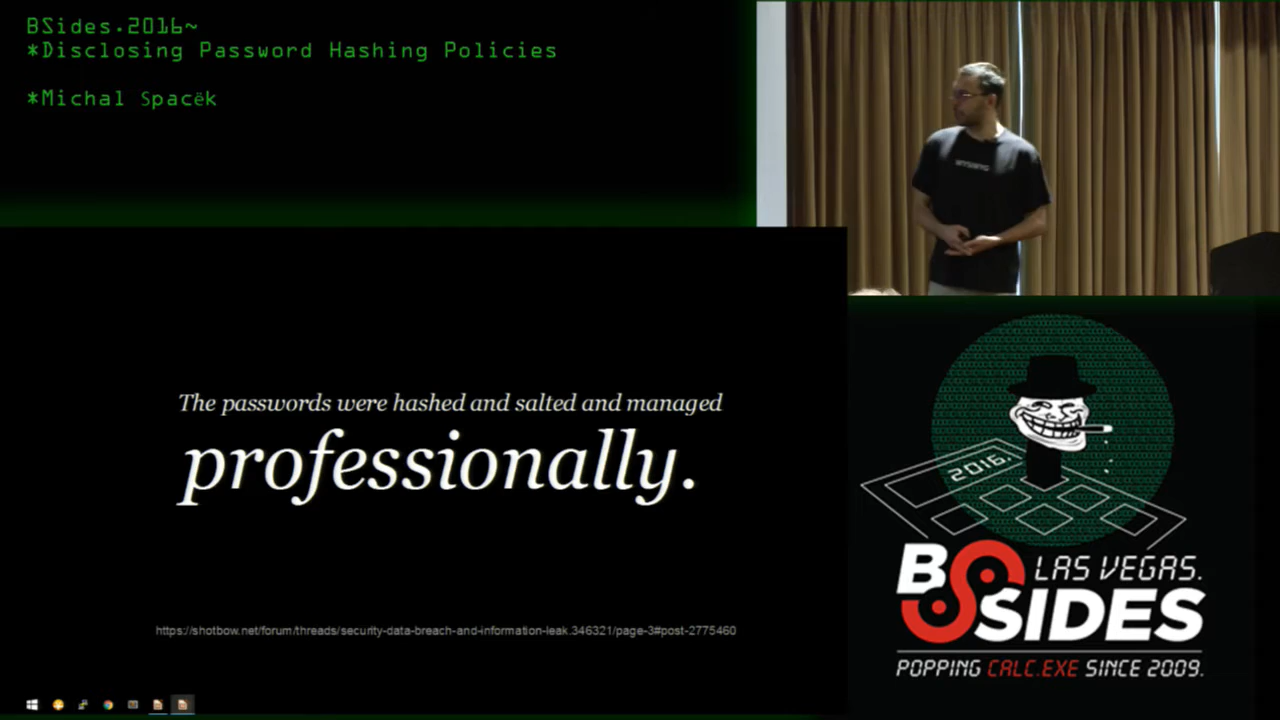 BSides.2016~
*Disclosing Password Hashing Policies
*Michal Spacëk
The passwords were hashed and salted and managed
professionally.
https://shotbow.net/forum/threads/security-data-breach-and-information-leak.346321/page-3#post-2775460
2016.
BSIDES
LAS VEGAS.
POPPING CALC.EXE SINCE 2009.